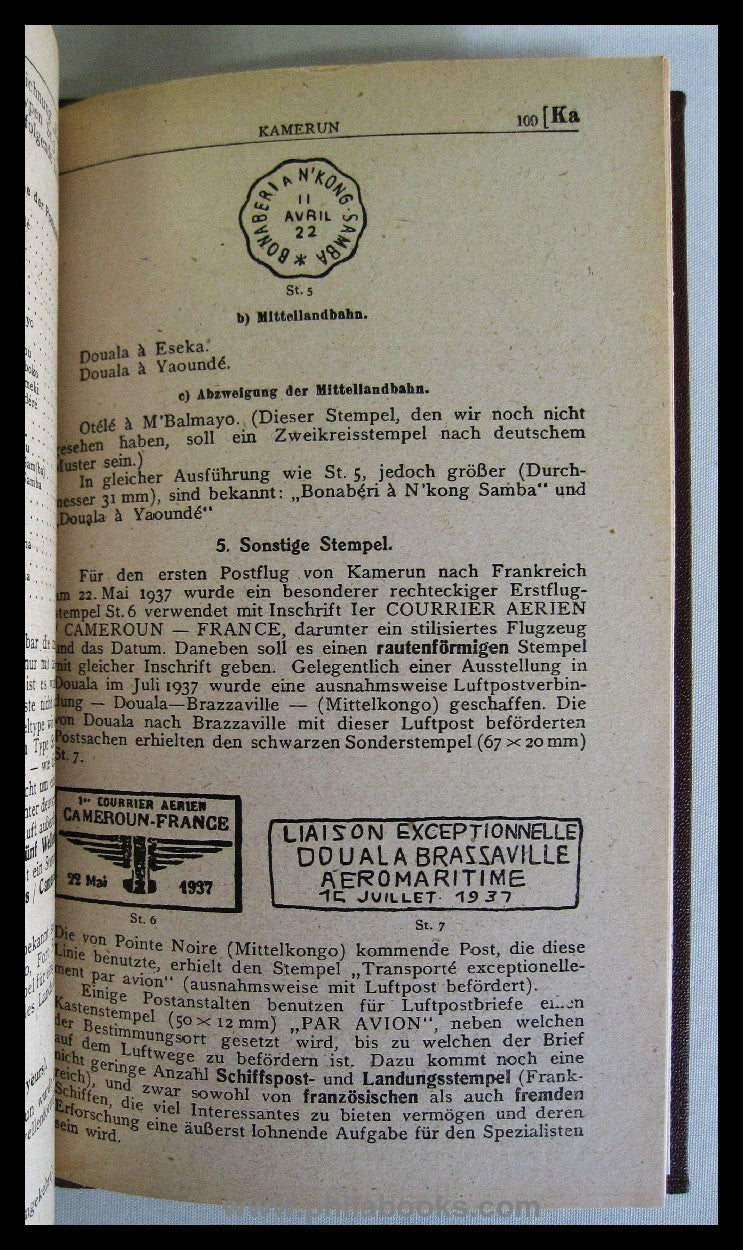 KAMERUN
100 [Ka
BONABERI A N'KONG-SAMBA *
11
AVRIL
22
St. 5
b) Mittellandbahn.
Douala à Eseka.
Douala à Yaoundé.
c) Abzweigung der Mittellandbahn.
Otélé à M'Balmayo. (Dieser Stempel, den wir noch nicht
gesehen haben, soll ein Zweikreisstempel nach deutschem
Muster sein.)
In gleicher Ausführung wie St. 5, jedoch größer (Durch-
messer 31 mm), sind bekannt: „Bonabéri à N'kong Samba“ und
„Douala à Yaoundé“
5. Sonstige Stempel.
Für den ersten Postflug von Kamerun nach Frankreich
am 22. Mai 1937 wurde ein besonderer rechteckiger Erstflug-
stempel St. 6 verwendet mit Inschrift Ier COURRIER AERIEN
/ CAMEROUN — FRANCE, darunter ein stilisiertes Flugzeug
und das Datum. Daneben soll es einen rautenförmigen Stempel
mit gleicher Inschrift geben. Gelegentlich einer Ausstellung in
Douala im Juli 1937 wurde eine ausnahmsweise Luftpostverbin-
dung — Douala—Brazzaville — (Mittelkongo) geschaffen. Die
von Douala nach Brazzaville mit dieser Luftpost beförderten
Postsachen erhielten den schwarzen Sonderstempel (67 × 20 mm)
St. 7.
1er COURRIER AERIEN
CAMEROUN-FRANCE
22 Mai 1937
St. 6
LIAISON EXCEPTIONNELLE
DOUALA BRASSAVILLE
AEROMARITIME
JUILLET 1937
St. 7
Die von Pointe Noire (Mittelkongo) kommende Post, die diese
Linie benutzte, erhielt den Stempel „Transporté exceptionelle-
ment par avion“ (ausnahmsweise mit Luftpost befördert).
Einige Postanstalten benutzen für Luftpostbriefe einen
Kastenstempel (50 × 12 mm) „PAR AVION“, neben welchen
der Bestimmungsort gesetzt wird, bis zu welchen der Brief
auf dem Luftwege zu befördern ist. Dazu kommt noch eine
nicht geringe Anzahl Schiffspost- und Landungsstempel (Frank-
reich), und zwar sowohl von französischen als auch fremden
Schiffen, die viel Interessantes zu bieten vermögen und deren
Erforschung eine äußerst lohnende Aufgabe für den Spezialisten
sein wird.
www.philabooks.com